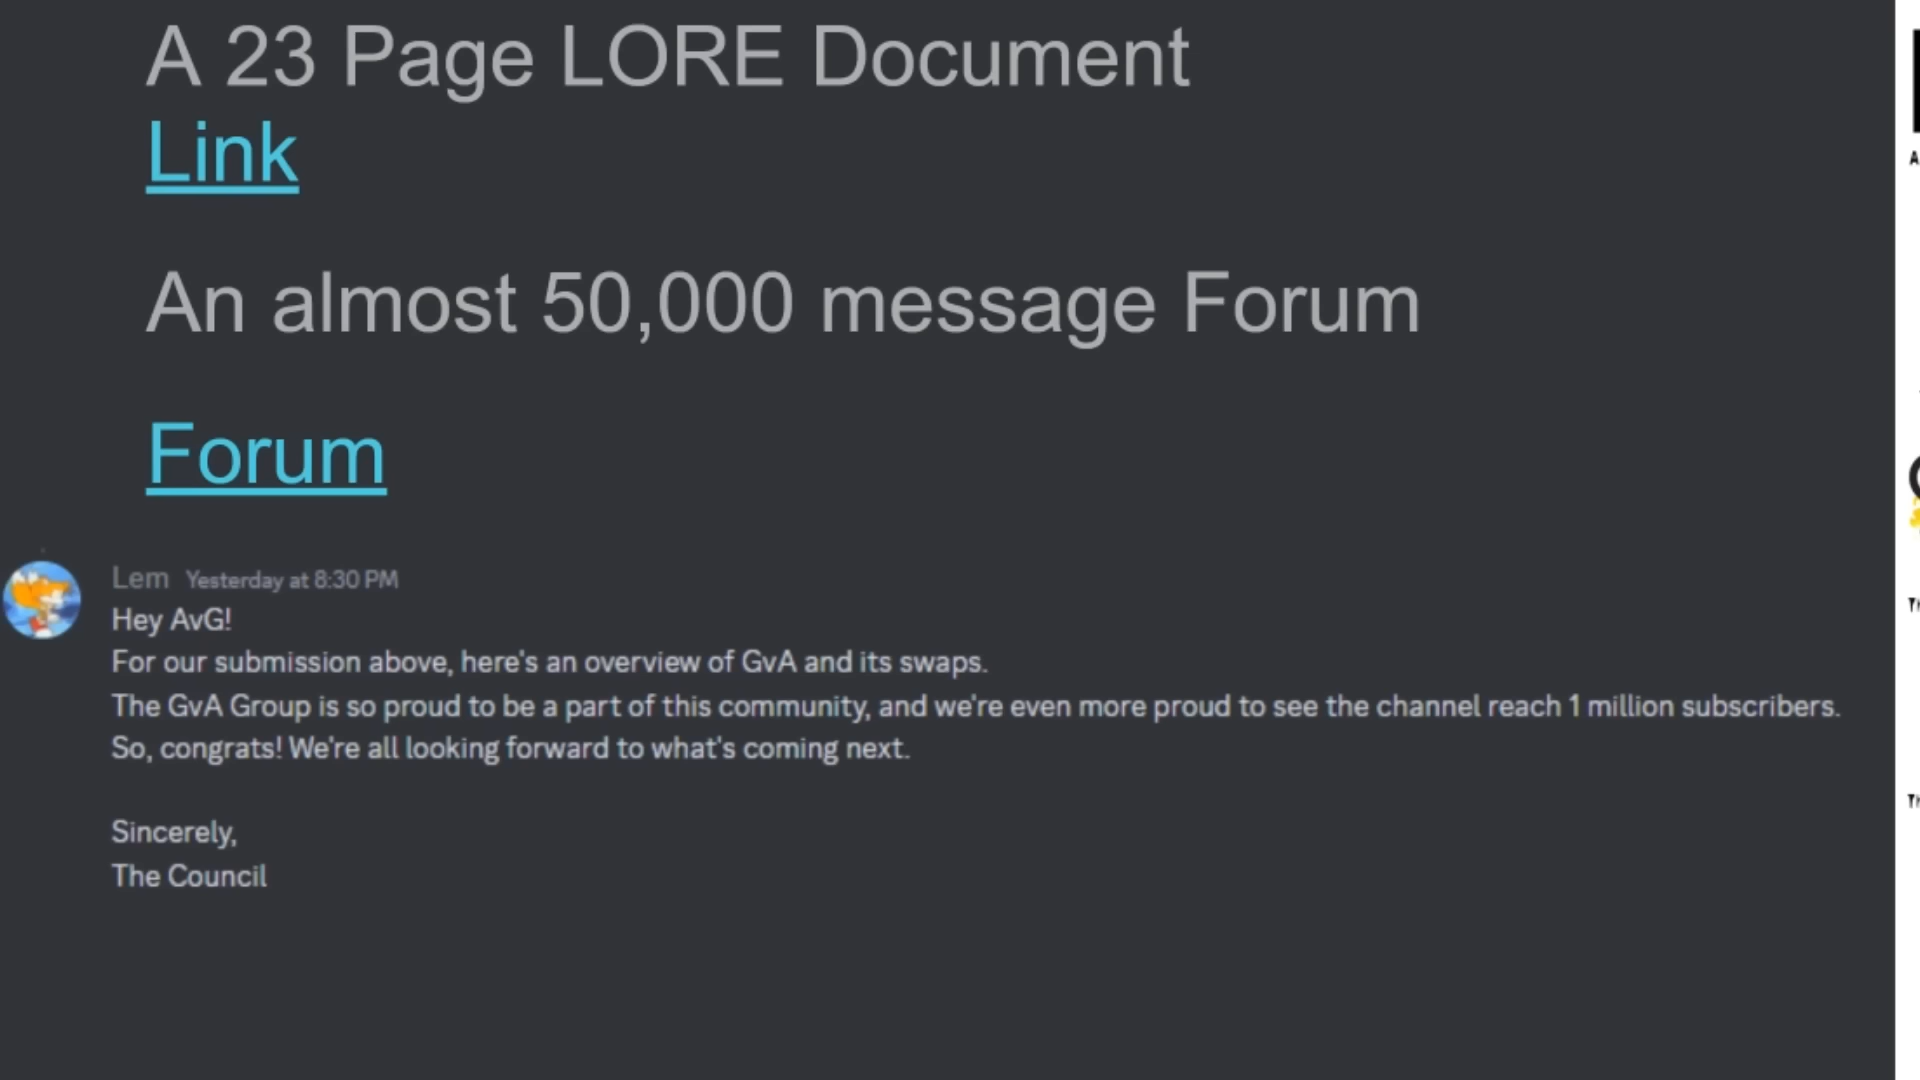 A 23 Page LORE Document
Link
An almost 50,000 message Forum
Forum
Lem Yesterday at 8:30 PM
Hey AvG!
For our submission above, here's an overview of GvA and its swaps.
The GvA Group is so proud to be a part of this community, and we're even more proud to see the channel reach 1 million subscribers.
So, congrats! We're all looking forward to what's coming next.
Sincerely,
The Council